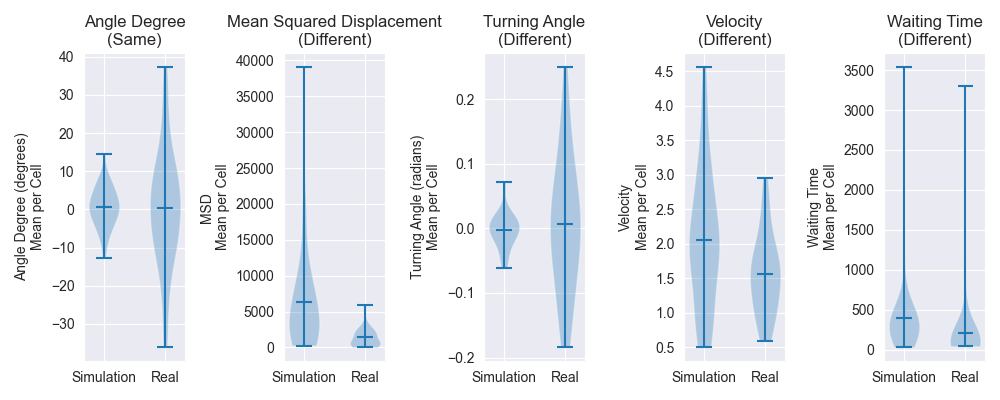 Angle Degree
(Same)
Angle Degree (degrees)
Mean per Cell
40
30
20
10
0
−10
−20
−30
Simulation
Real
Mean Squared Displacement
(Different)
MSD
Mean per Cell
40000
35000
30000
25000
20000
15000
10000
5000
0
Simulation
Real
Turning Angle
(Different)
Turning Angle (radians)
Mean per Cell
0.2
0.1
0.0
−0.1
−0.2
Simulation
Real
Velocity
(Different)
Velocity
Mean per Cell
4.5
4.0
3.5
3.0
2.5
2.0
1.5
1.0
0.5
Simulation
Real
Waiting Time
(Different)
Waiting Time
Mean per Cell
3500
3000
2500
2000
1500
1000
500
0
Simulation
Real